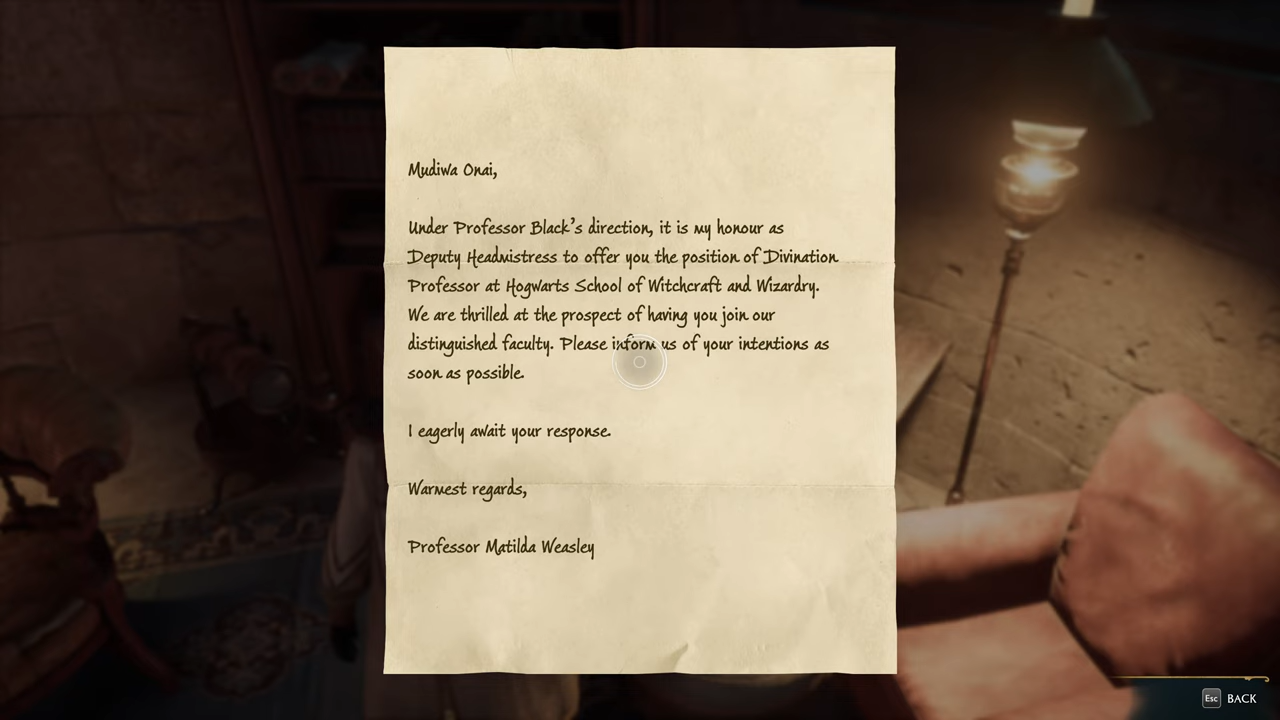 Mudiwa Onai,
Under Professor Black's direction, it is my honour as
Deputy Headmistress to offer you the position of Divination
Professor at Hogwarts School of Witchcraft and Wizardry.
We are thrilled at the prospect of having you join our
distinguished faculty. Please inform us of your intentions as
soon as possible.
I eagerly await your response.
Warmest regards,
Professor Matilda Weasley
Esc BACK